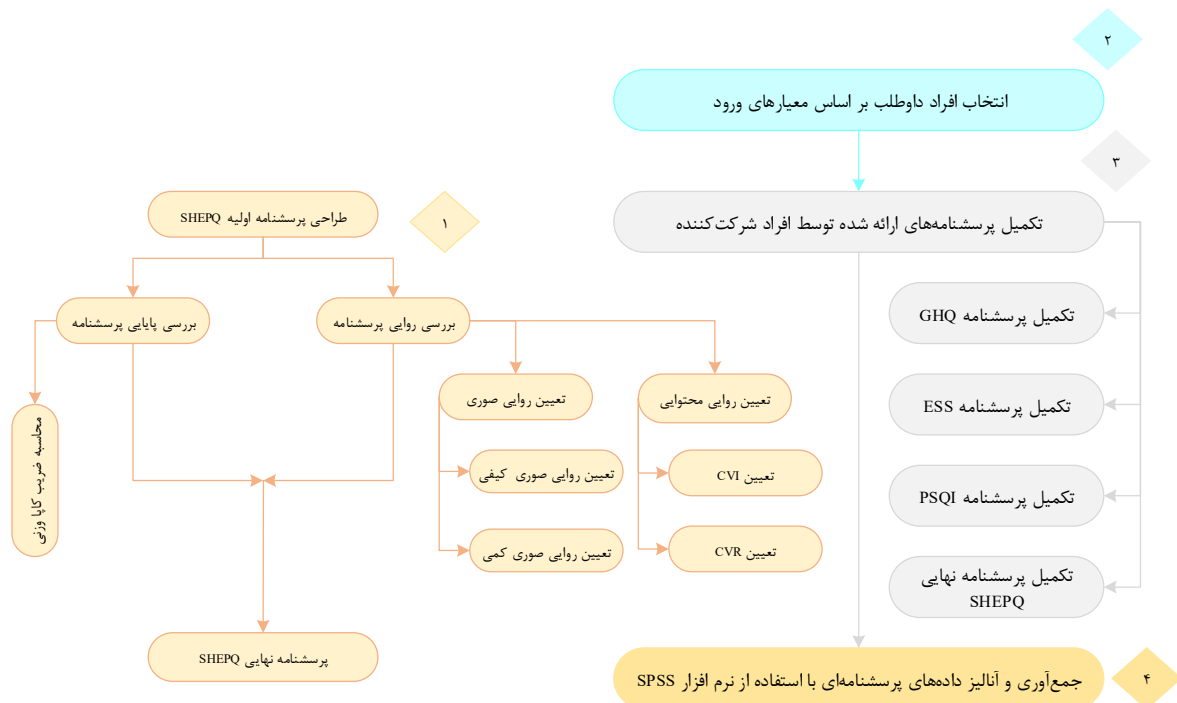 ۲
انتخاب افراد داوطلب بر اساس معیارهای ورود
۳
تکمیل پرسشنامه‌های ارائه شده توسط افراد شرکت‌کننده
تکمیل پرسشنامه GHQ
تکمیل پرسشنامه ESS
تکمیل پرسشنامه PSQI
تکمیل پرسشنامه نهایی
SHEPQ
۴
جمع‌آوری و آنالیز داده‌های پرسشنامه‌ای با استفاده از نرم افزار SPSS
۱
طراحی پرسشنامه اولیه SHEPQ
بررسی روایی پرسشنامه
بررسی پایایی پرسشنامه
تعیین روایی محتوایی
تعیین CVI
تعیین CVR
تعیین روایی صوری
تعیین روایی صوری کیفی
تعیین روایی صوری کمی
محاسبه ضریب کاپا وزنی
پرسشنامه نهایی SHEPQ